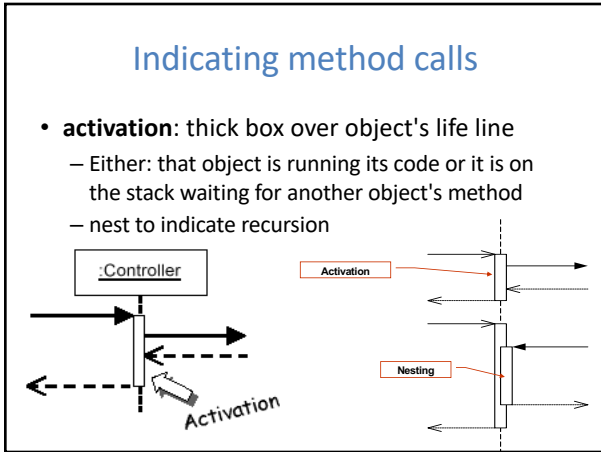 Indicating method calls
• activation: thick box over object's life line
– Either: that object is running its code or it is on
the stack waiting for another object's method
– nest to indicate recursion
:Controller
Activation
Activation
Nesting